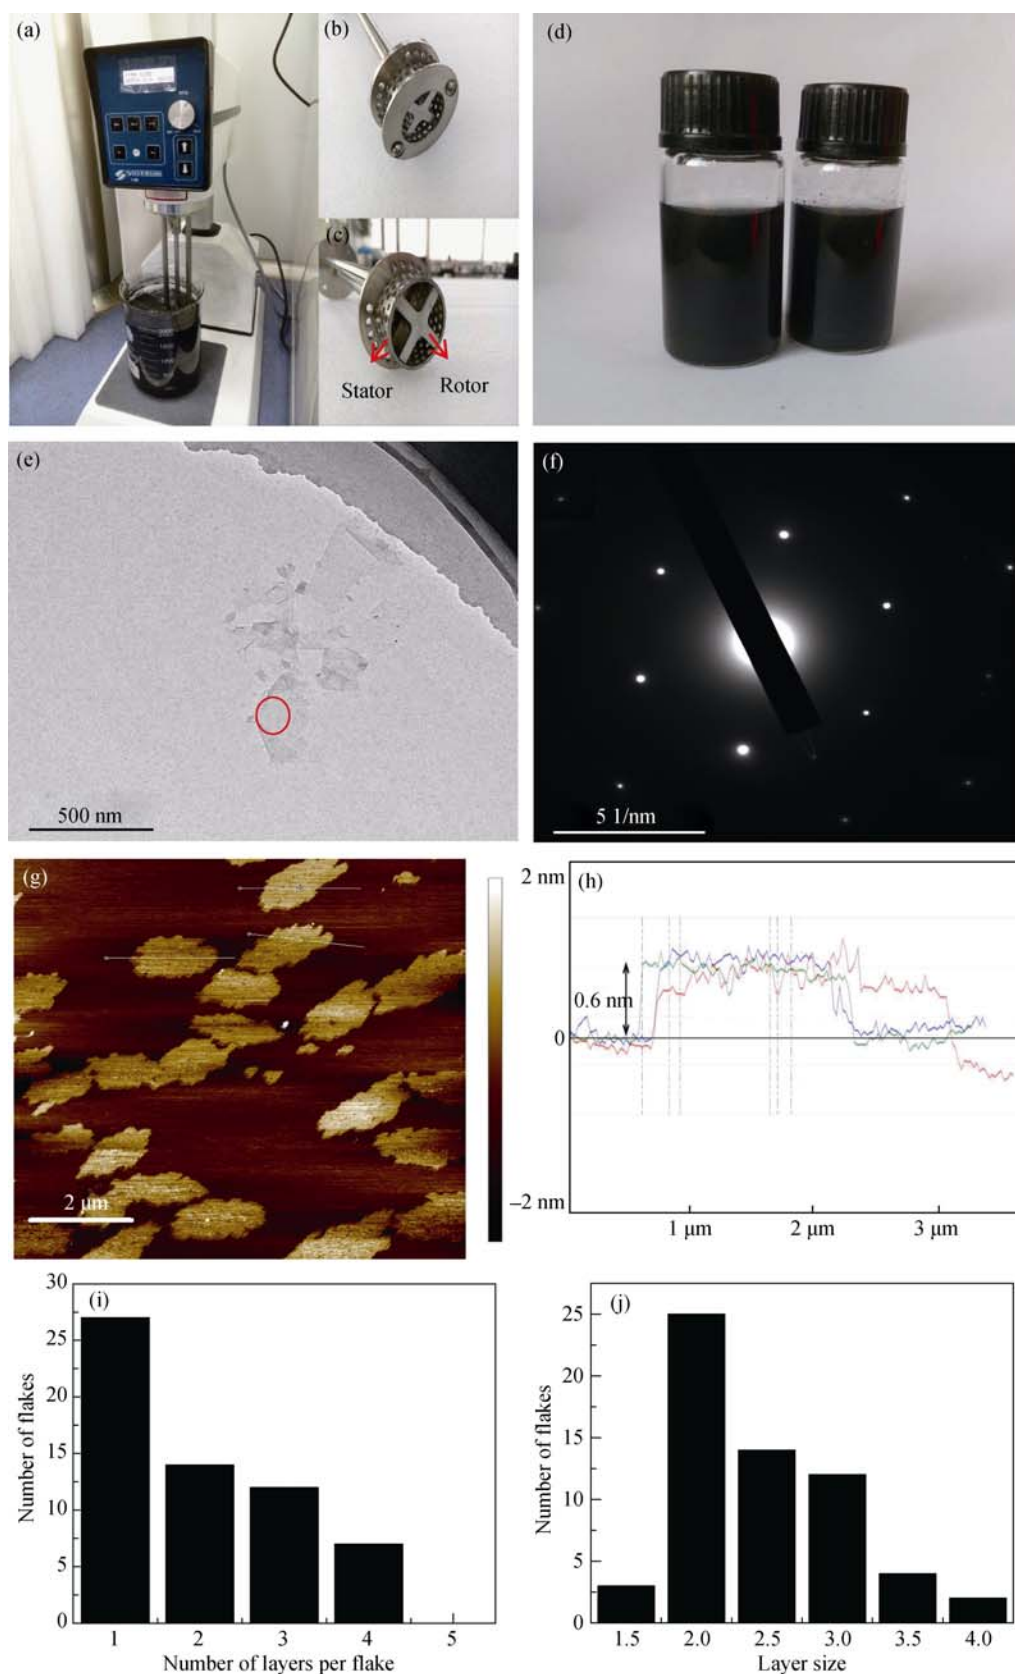 (a)
(b)
(c)
Stator
Rotor
(d)
(e)
500 nm
(f)
5 1/nm
(g)
2 μm
2 nm
−2 nm
(h)
0.6 nm
0
1 μm
2 μm
3 μm
(i)
30
25
20
15
10
5
0
1
2
3
4
5
Number of flakes
Number of layers per flake
(j)
25
20
15
10
5
0
1.5
2.0
2.5
3.0
3.5
4.0
Number of flakes
Layer size